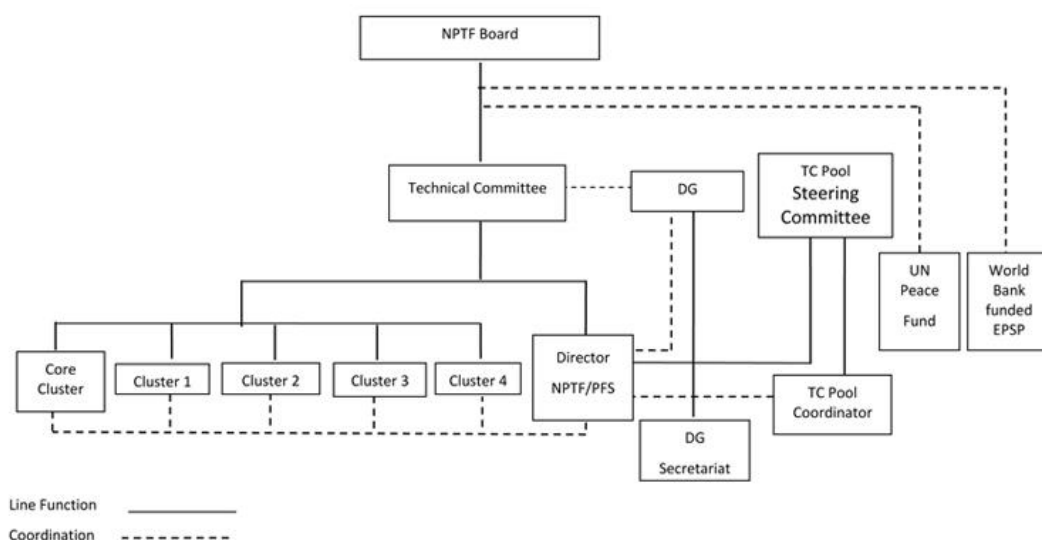 NPTF Board
Technical Committee
DG
TC Pool
Steering
Committee
UN
Peace
Fund
World
Bank
funded
EPSP
Core
Cluster
Cluster 1
Cluster 2
Cluster 3
Cluster 4
Director
NPTF/PFS
TC Pool
Coordinator
DG
Secretariat
Line Function
Coordination